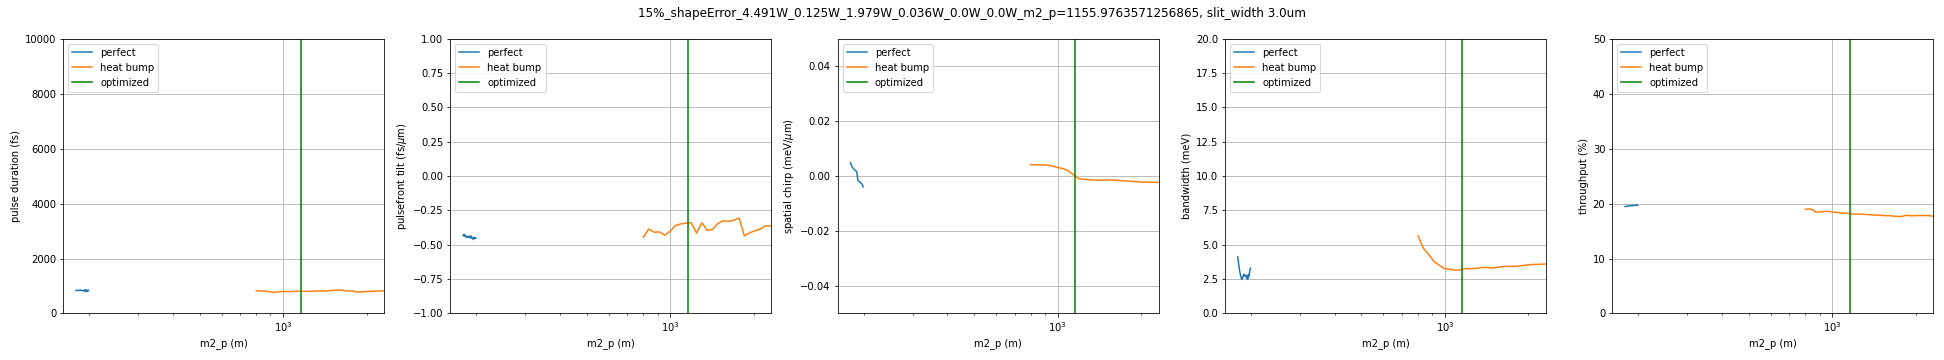 15%_shapeError_4.491W_0.125W_1.979W_0.036W_0.0W_0.0W_m2_p=1155.9763571256865, slit_width 3.0um
pulse duration (fs)
10000
8000
6000
4000
2000
0
perfect
heat bump
optimized
10³
m2_p (m)
pulsefront tilt (fs/μm)
1.00
0.75
0.50
0.25
0.00
−0.25
−0.50
−0.75
−1.00
perfect
heat bump
optimized
10³
m2_p (m)
spatial chirp (meV/μm)
0.04
0.02
0.00
−0.02
−0.04
perfect
heat bump
optimized
10³
m2_p (m)
bandwidth (meV)
20.0
17.5
15.0
12.5
10.0
7.5
5.0
2.5
0.0
perfect
heat bump
optimized
10³
m2_p (m)
throughput (%)
50
40
30
20
10
0
perfect
heat bump
optimized
10³
m2_p (m)